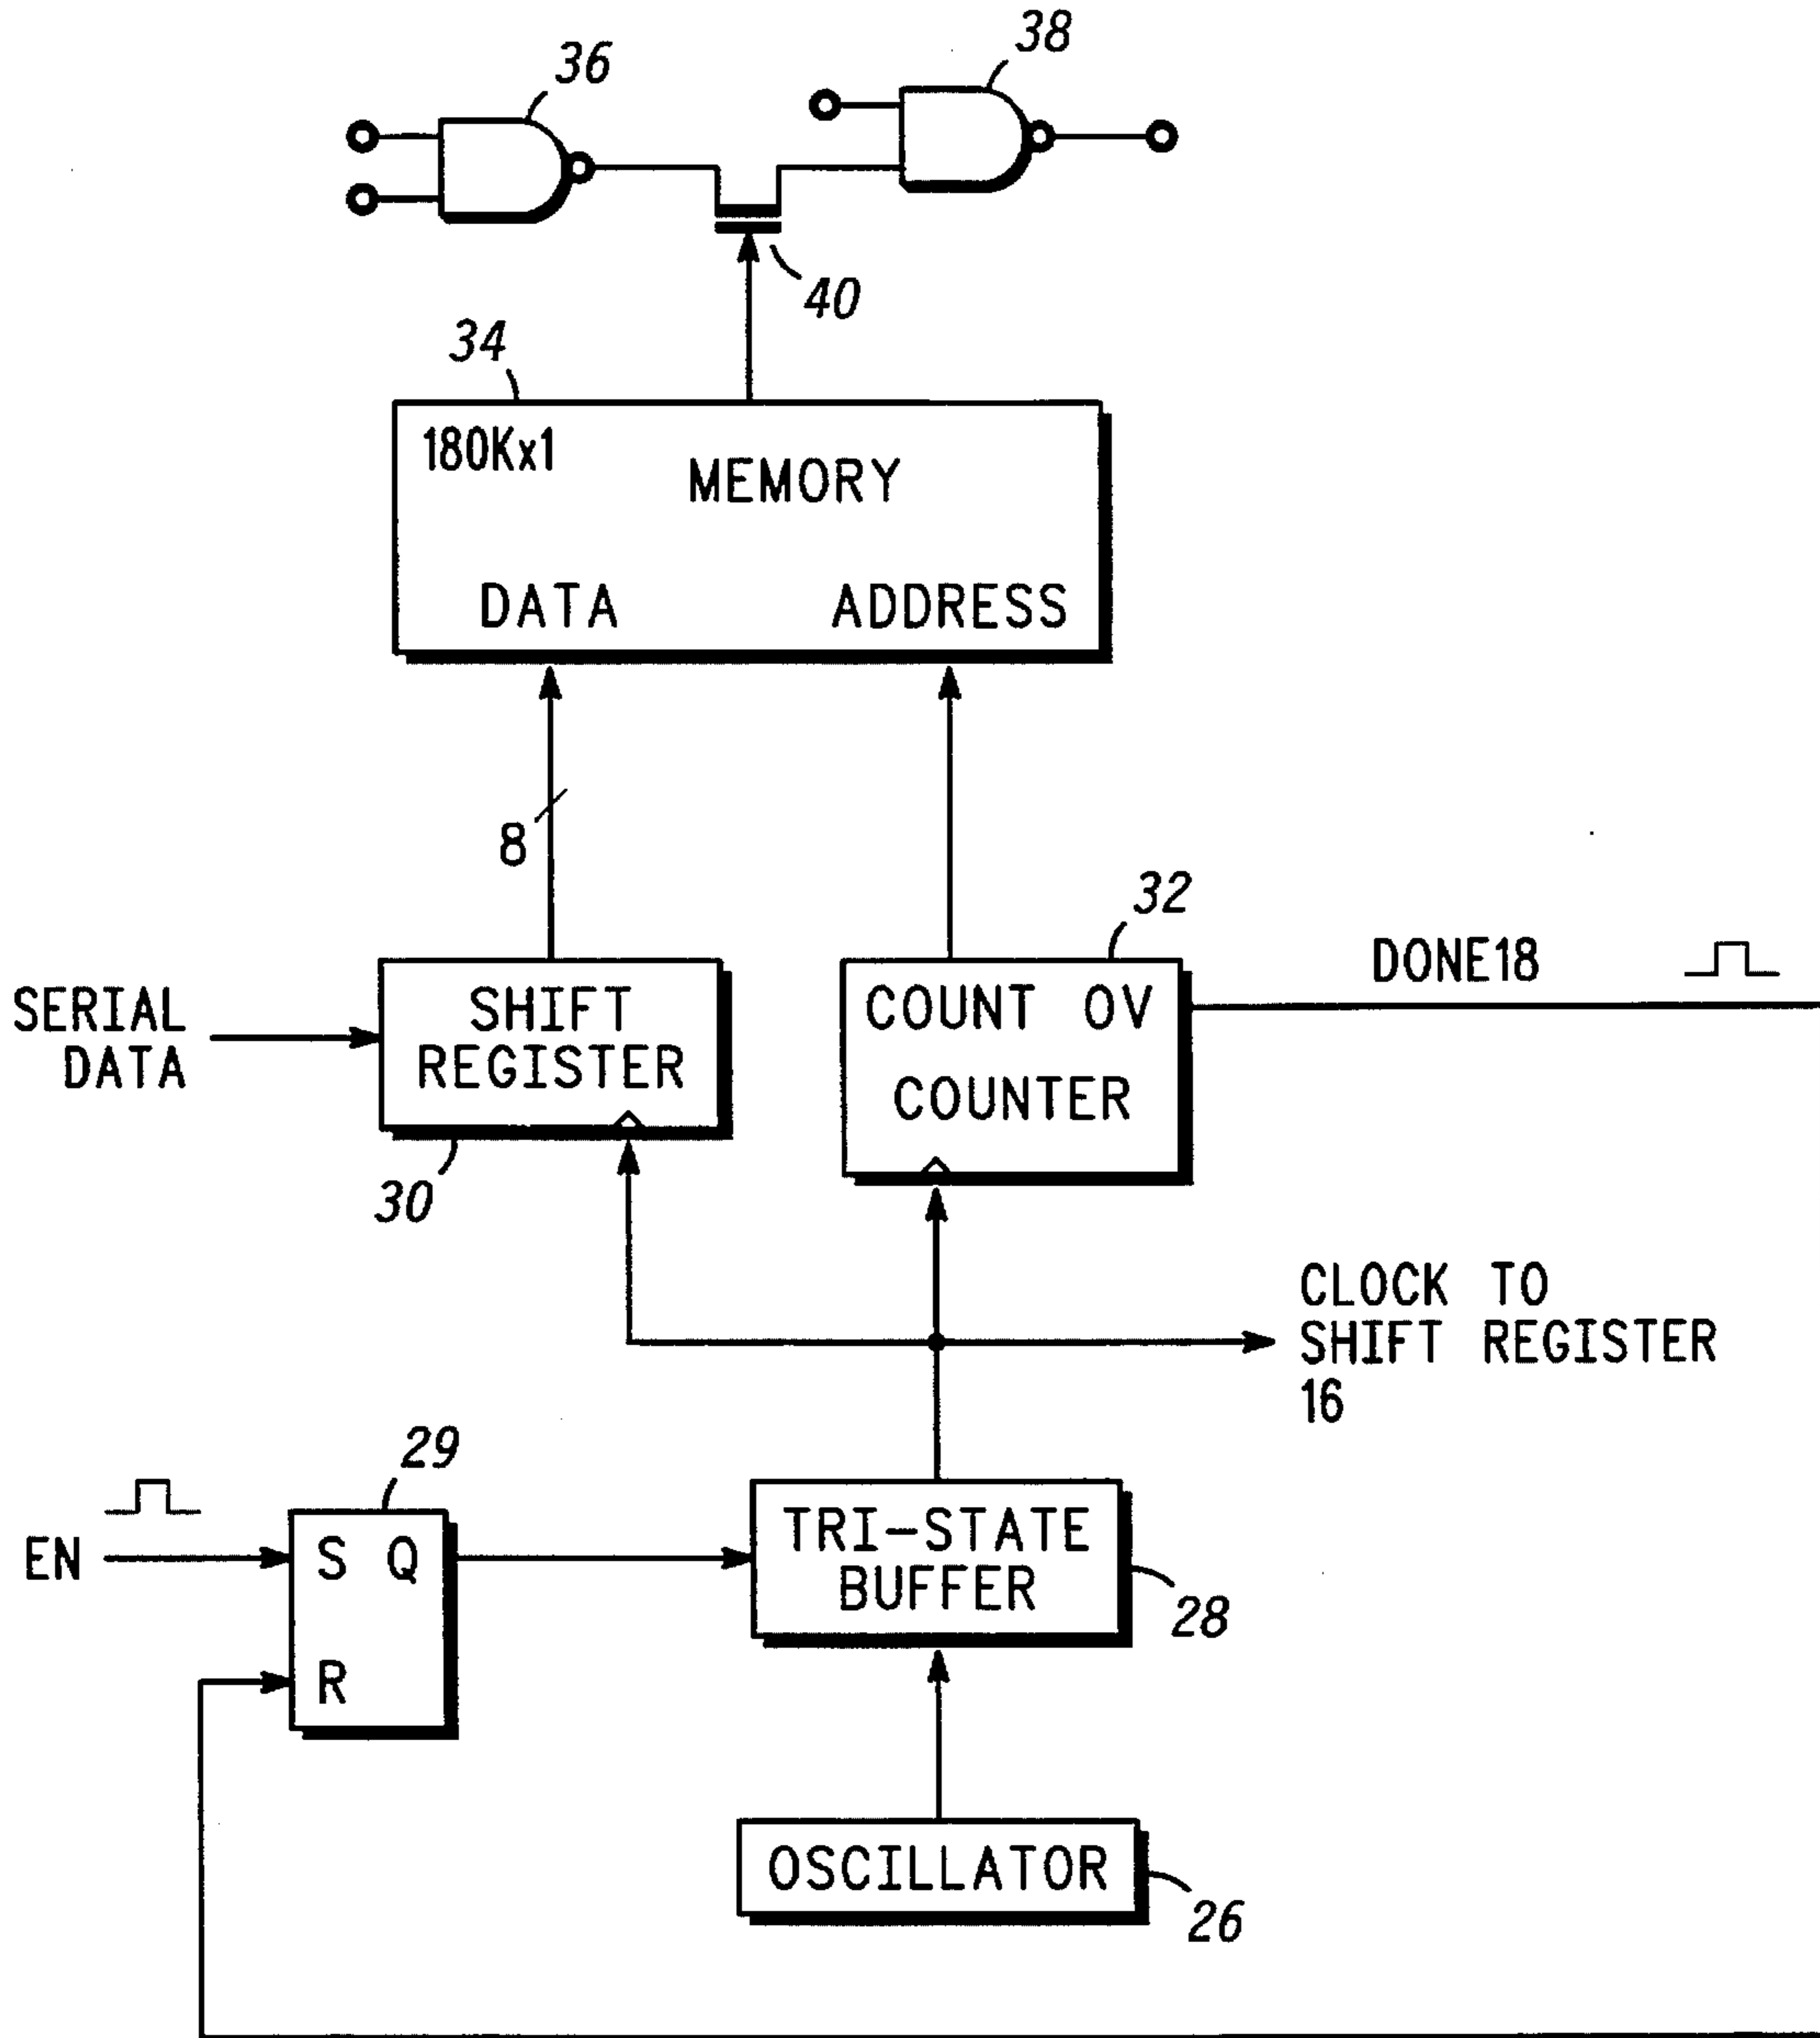 36
38
40
34
180Kx1
MEMORY
DATA ADDRESS
8
32
DONE18
SERIAL
DATA
SHIFT
REGISTER
COUNT OV
COUNTER
30
CLOCK TO
SHIFT REGISTER
16
29
EN
S Q
R
TRI-STATE
BUFFER
28
OSCILLATOR
26